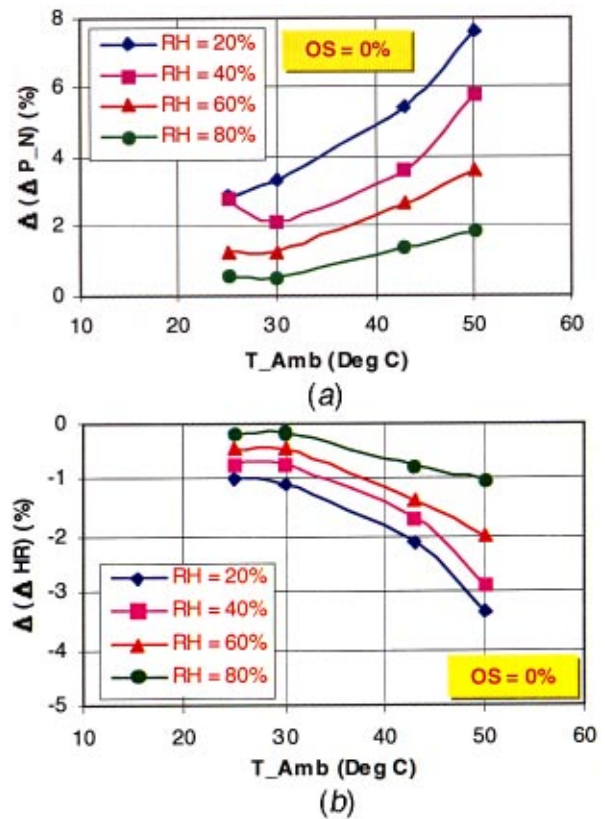 8
6
4
2
0
Δ (Δ P_N) (%)
RH = 20%
RH = 40%
RH = 60%
RH = 80%
OS = 0%
10 20 30 40 50 60
T_Amb (Deg C)
(a)
0
-1
-2
-3
-4
-5
Δ (Δ HR) (%)
RH = 20%
RH = 40%
RH = 60%
RH = 80%
OS = 0%
10 20 30 40 50 60
T_Amb (Deg C)
(b)